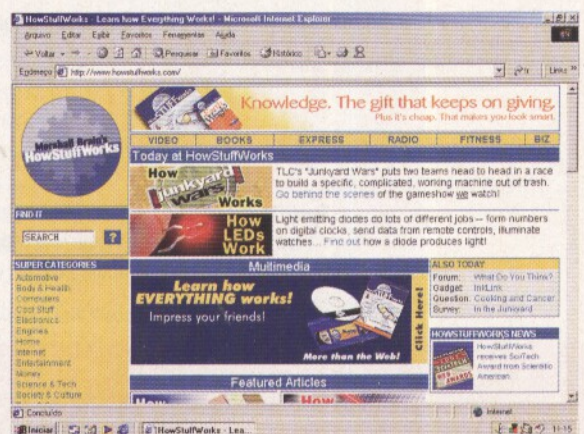 HowStuffWorks - Learn how Everything Works! - Microsoft Internet Explorer
Arquivo Editar Exibir Favoritos Ferramentas Ajuda
Voltar Pesquisar Favoritos Histórico
Endereço http://www.howstuffworks.com/ Ir Links »
Marshall Brain's
HowStuffWorks
Knowledge. The gift that keeps on giving.
Plus it's cheap. That makes you look smart.
VIDEO BOOKS EXPRESS RADIO FITNESS BIZ
Today at HowStuffWorks
How
Junkyard
Wars
Works
TLC's "Junkyard Wars" puts two teams head to head in a race
to build a specific, complicated, working machine out of trash.
Go behind the scenes of the gameshow we watch!
FIND IT
SEARCH ?
How
LEDs
Work
Light emitting diodes do lots of different jobs -- form numbers
on digital clocks, send data from remote controls, illuminate
watches... Find out how a diode produces light!
SUPER CATEGORIES
Automotive
Body & Health
Computers
Cool Stuff
Electronics
Engines
Home
Internet
Entertainment
Money
Science & Tech
Society & Culture
Multimedia
Learn how
EVERYTHING works!
Impress your friends!
More than the Web!
Click Here!
ALSO TODAY
Forum: What Do You Think?
Gadget: InkLink
Question: Cooking and Cancer
Survey: In the Junkyard
HOWSTUFFWORKS NEWS
HowStuffWorks
receives Sci/Tech
Award from Scientific
American.
Featured Articles
How How
Concluído Internet
Iniciar HowStuffWorks - Lea... 11:15